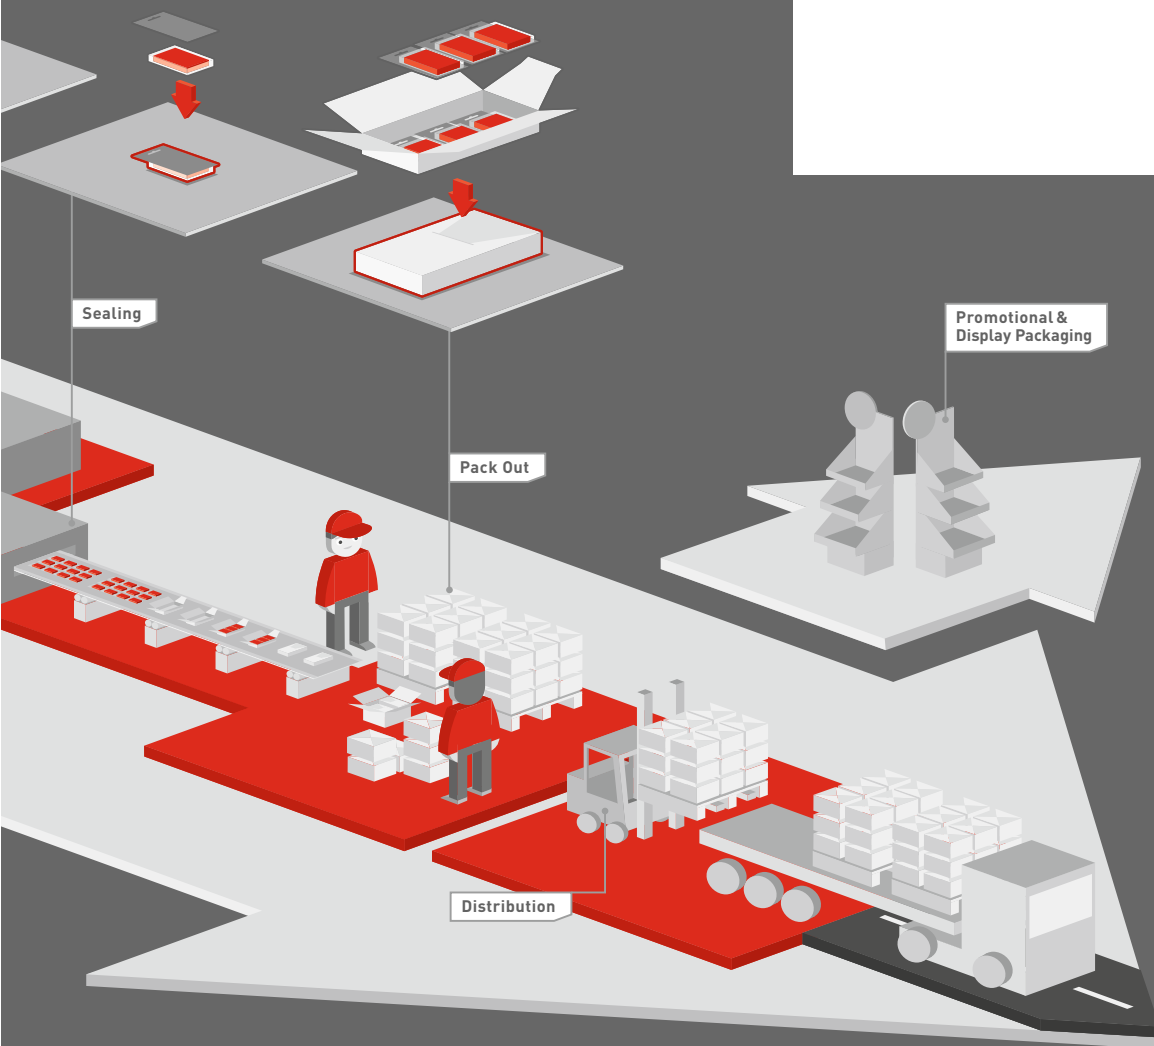 Sealing
Promotional &
Display Packaging
Pack Out
Distribution